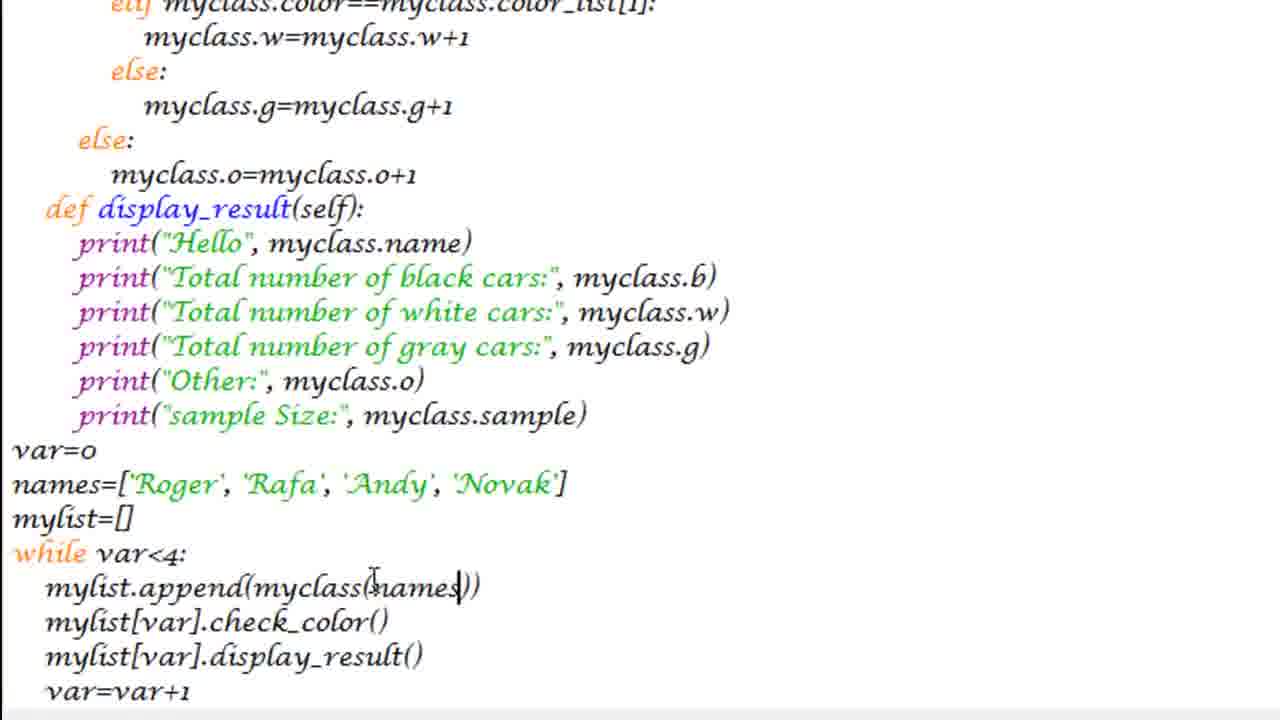 elif myclass.color==myclass.color_list[1]:
myclass.w=myclass.w+1
else:
myclass.g=myclass.g+1
else:
myclass.o=myclass.o+1
def display_result(self):
print("Hello", myclass.name)
print("Total number of black cars:", myclass.b)
print("Total number of white cars:", myclass.w)
print("Total number of gray cars:", myclass.g)
print("Other:", myclass.o)
print("sample Size:", myclass.sample)
var=0
names=['Roger', 'Rafa', 'Andy', 'Novak']
mylist=[]
while var<4:
mylist.append(myclass(names))
mylist[var].check_color()
mylist[var].display_result()
var=var+1